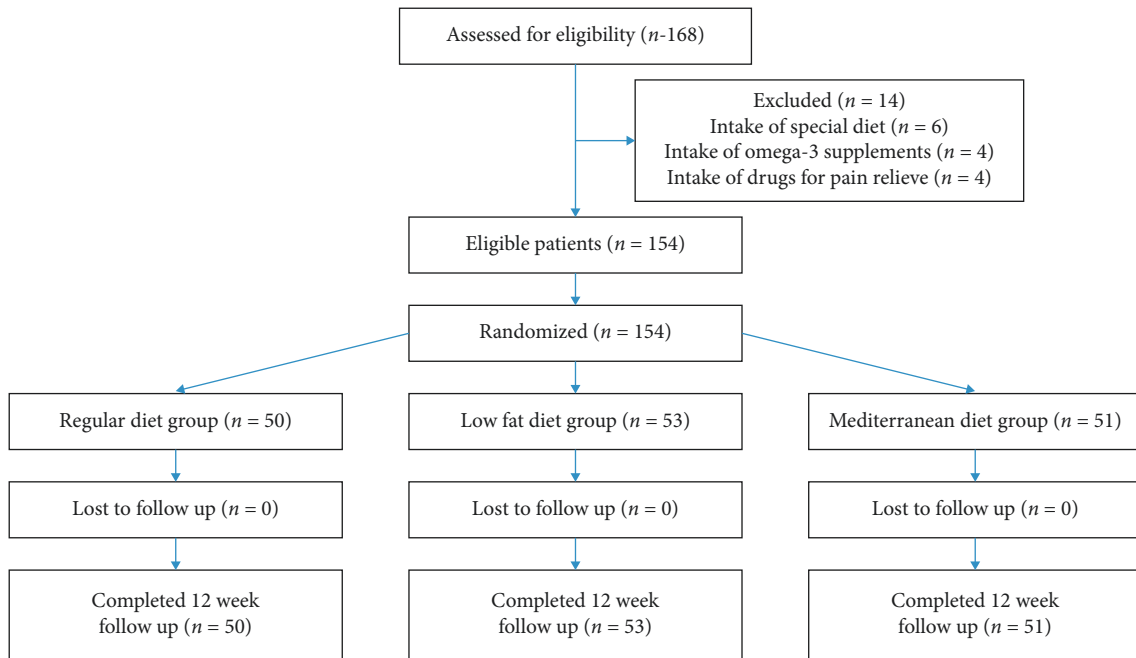 Assessed for eligibility (n-168)
Excluded (n = 14)
Intake of special diet (n = 6)
Intake of omega-3 supplements (n = 4)
Intake of drugs for pain relieve (n = 4)
Eligible patients (n = 154)
Randomized (n = 154)
Regular diet group (n = 50)
Low fat diet group (n = 53)
Mediterranean diet group (n = 51)
Lost to follow up (n = 0)
Lost to follow up (n = 0)
Lost to follow up (n = 0)
Completed 12 week
follow up (n = 50)
Completed 12 week
follow up (n = 53)
Completed 12 week
follow up (n = 51)